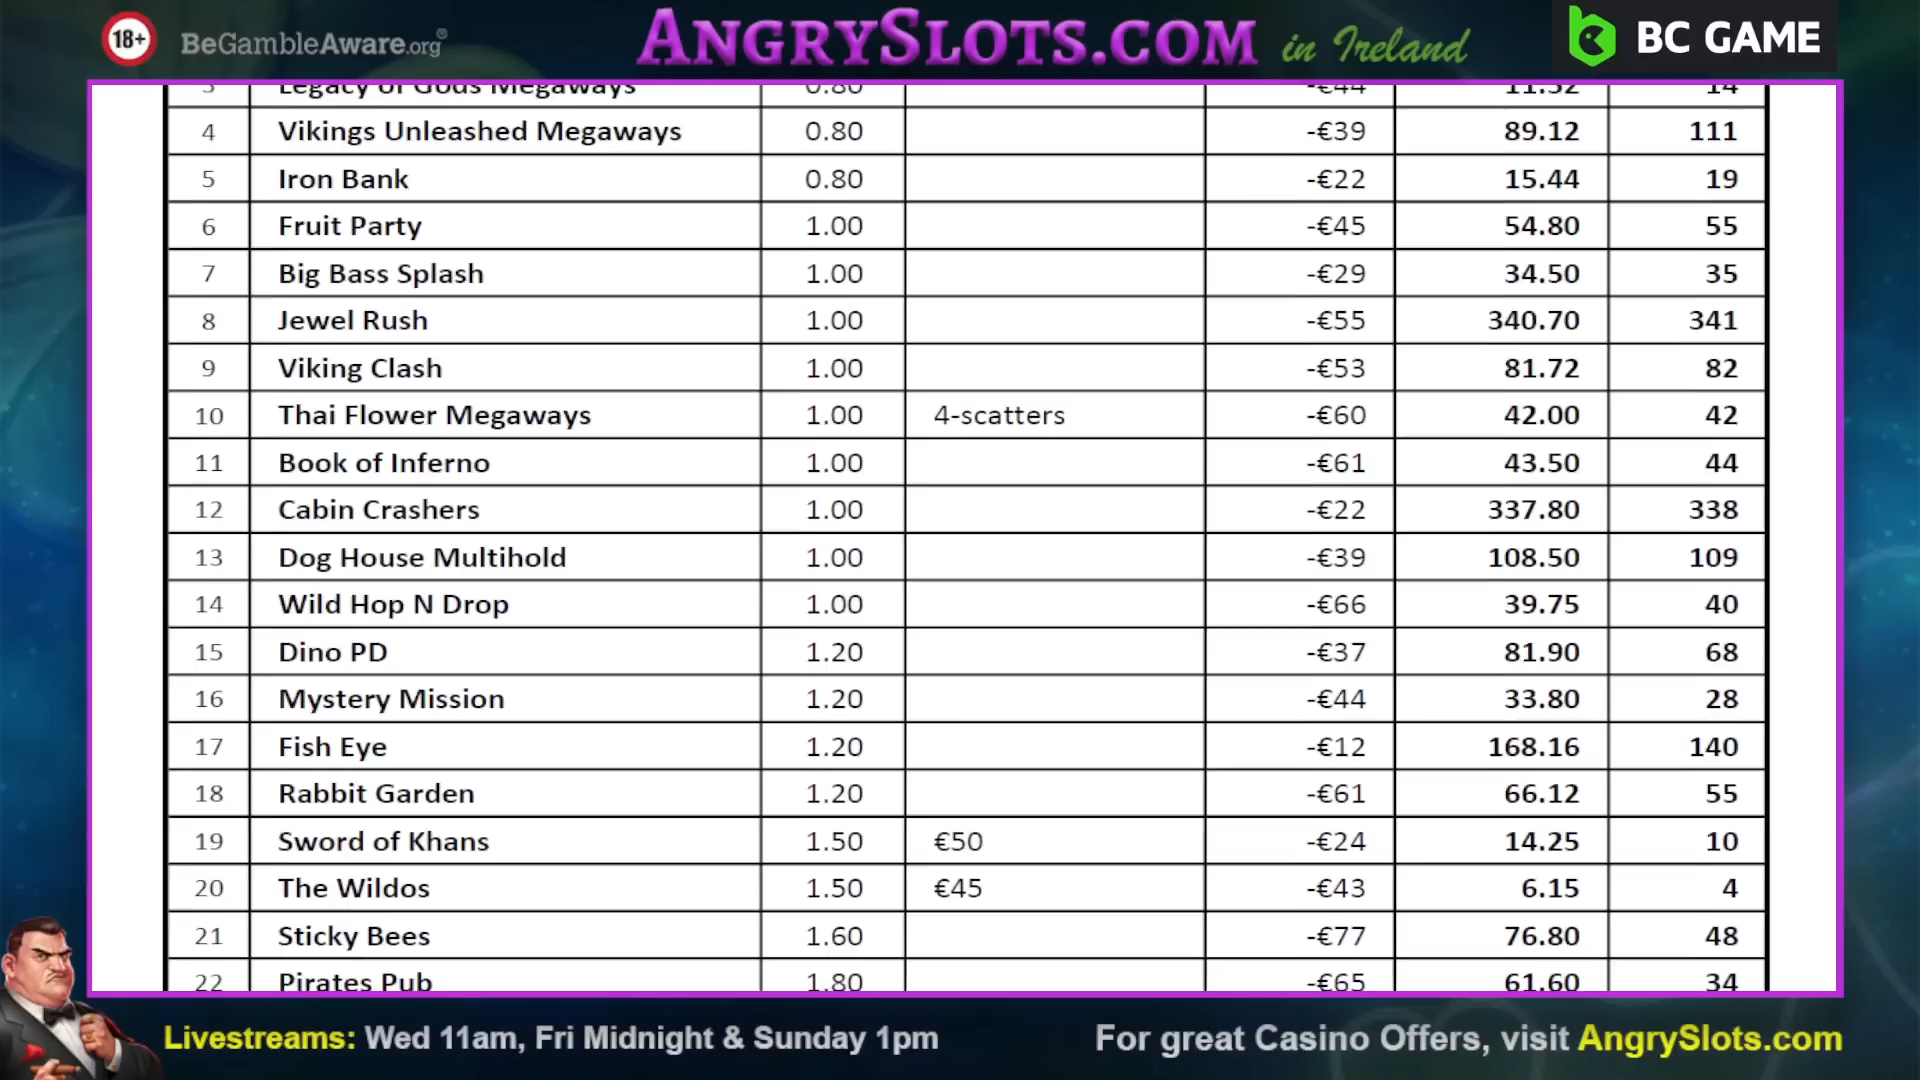 18+ BeGambleAware.org® ANGRYSLOTS.COM in Ireland BC GAME
3 Legacy of Gods Megaways 0.80 -€44 11.52 14
4 Vikings Unleashed Megaways 0.80 -€39 89.12 111
5 Iron Bank 0.80 -€22 15.44 19
6 Fruit Party 1.00 -€45 54.80 55
7 Big Bass Splash 1.00 -€29 34.50 35
8 Jewel Rush 1.00 -€55 340.70 341
9 Viking Clash 1.00 -€53 81.72 82
10 Thai Flower Megaways 1.00 4-scatters -€60 42.00 42
11 Book of Inferno 1.00 -€61 43.50 44
12 Cabin Crashers 1.00 -€22 337.80 338
13 Dog House Multihold 1.00 -€39 108.50 109
14 Wild Hop N Drop 1.00 -€66 39.75 40
15 Dino PD 1.20 -€37 81.90 68
16 Mystery Mission 1.20 -€44 33.80 28
17 Fish Eye 1.20 -€12 168.16 140
18 Rabbit Garden 1.20 -€61 66.12 55
19 Sword of Khans 1.50 €50 -€24 14.25 10
20 The Wildos 1.50 €45 -€43 6.15 4
21 Sticky Bees 1.60 -€77 76.80 48
22 Pirates Pub 1.80 -€65 61.60 34
Livestreams: Wed 11am, Fri Midnight & Sunday 1pm For great Casino Offers, visit AngrySlots.com